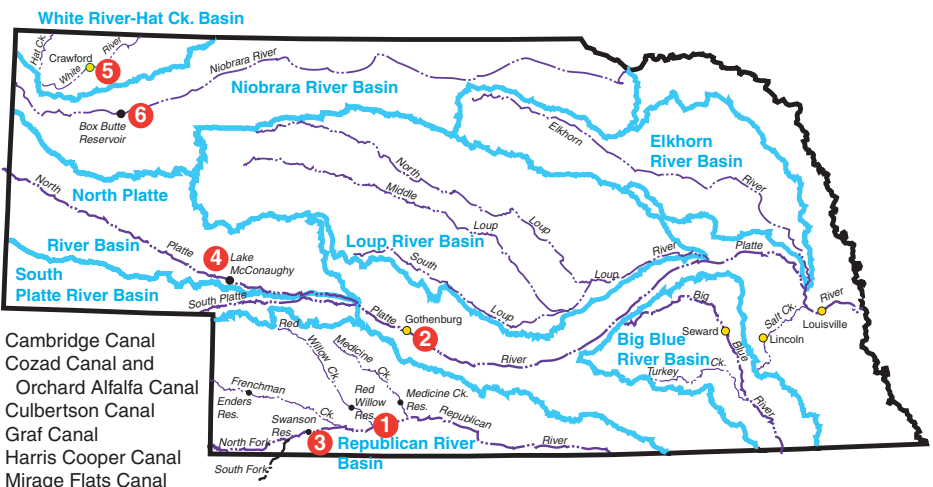 White River-Hat Ck. Basin
Hat Ck.
River
Crawford
White
5
Niobrara River
Niobrara River Basin
6
Box Butte
Reservoir
Elkhorn
Elkhorn
River Basin
River
North
North Platte
North
Middle
Loup
Loup
River Basin
Platte
4
Lake
McConaughy
Loup River Basin
South
Loup
Loup
River
Platte
South
Platte River Basin
South Platte
Platte
Gothenburg
2
River
Big
Seward
Blue
Salt Ck.
River
Louisville
Lincoln
Big Blue
River Basin
Turkey
Ck.
River
Cambridge Canal
Cozad Canal and
Orchard Alfalfa Canal
Culbertson Canal
Graf Canal
Harris Cooper Canal
Mirage Flats Canal
Red
Willow
Ck.
Medicine
Ck.
Frenchman
Ck.
Enders
Res.
Red
Willow
Res.
Medicine Ck.
Res.
Swanson
Res.
1
Republican
River
3
Republican River
Basin
North Fork
South Fork